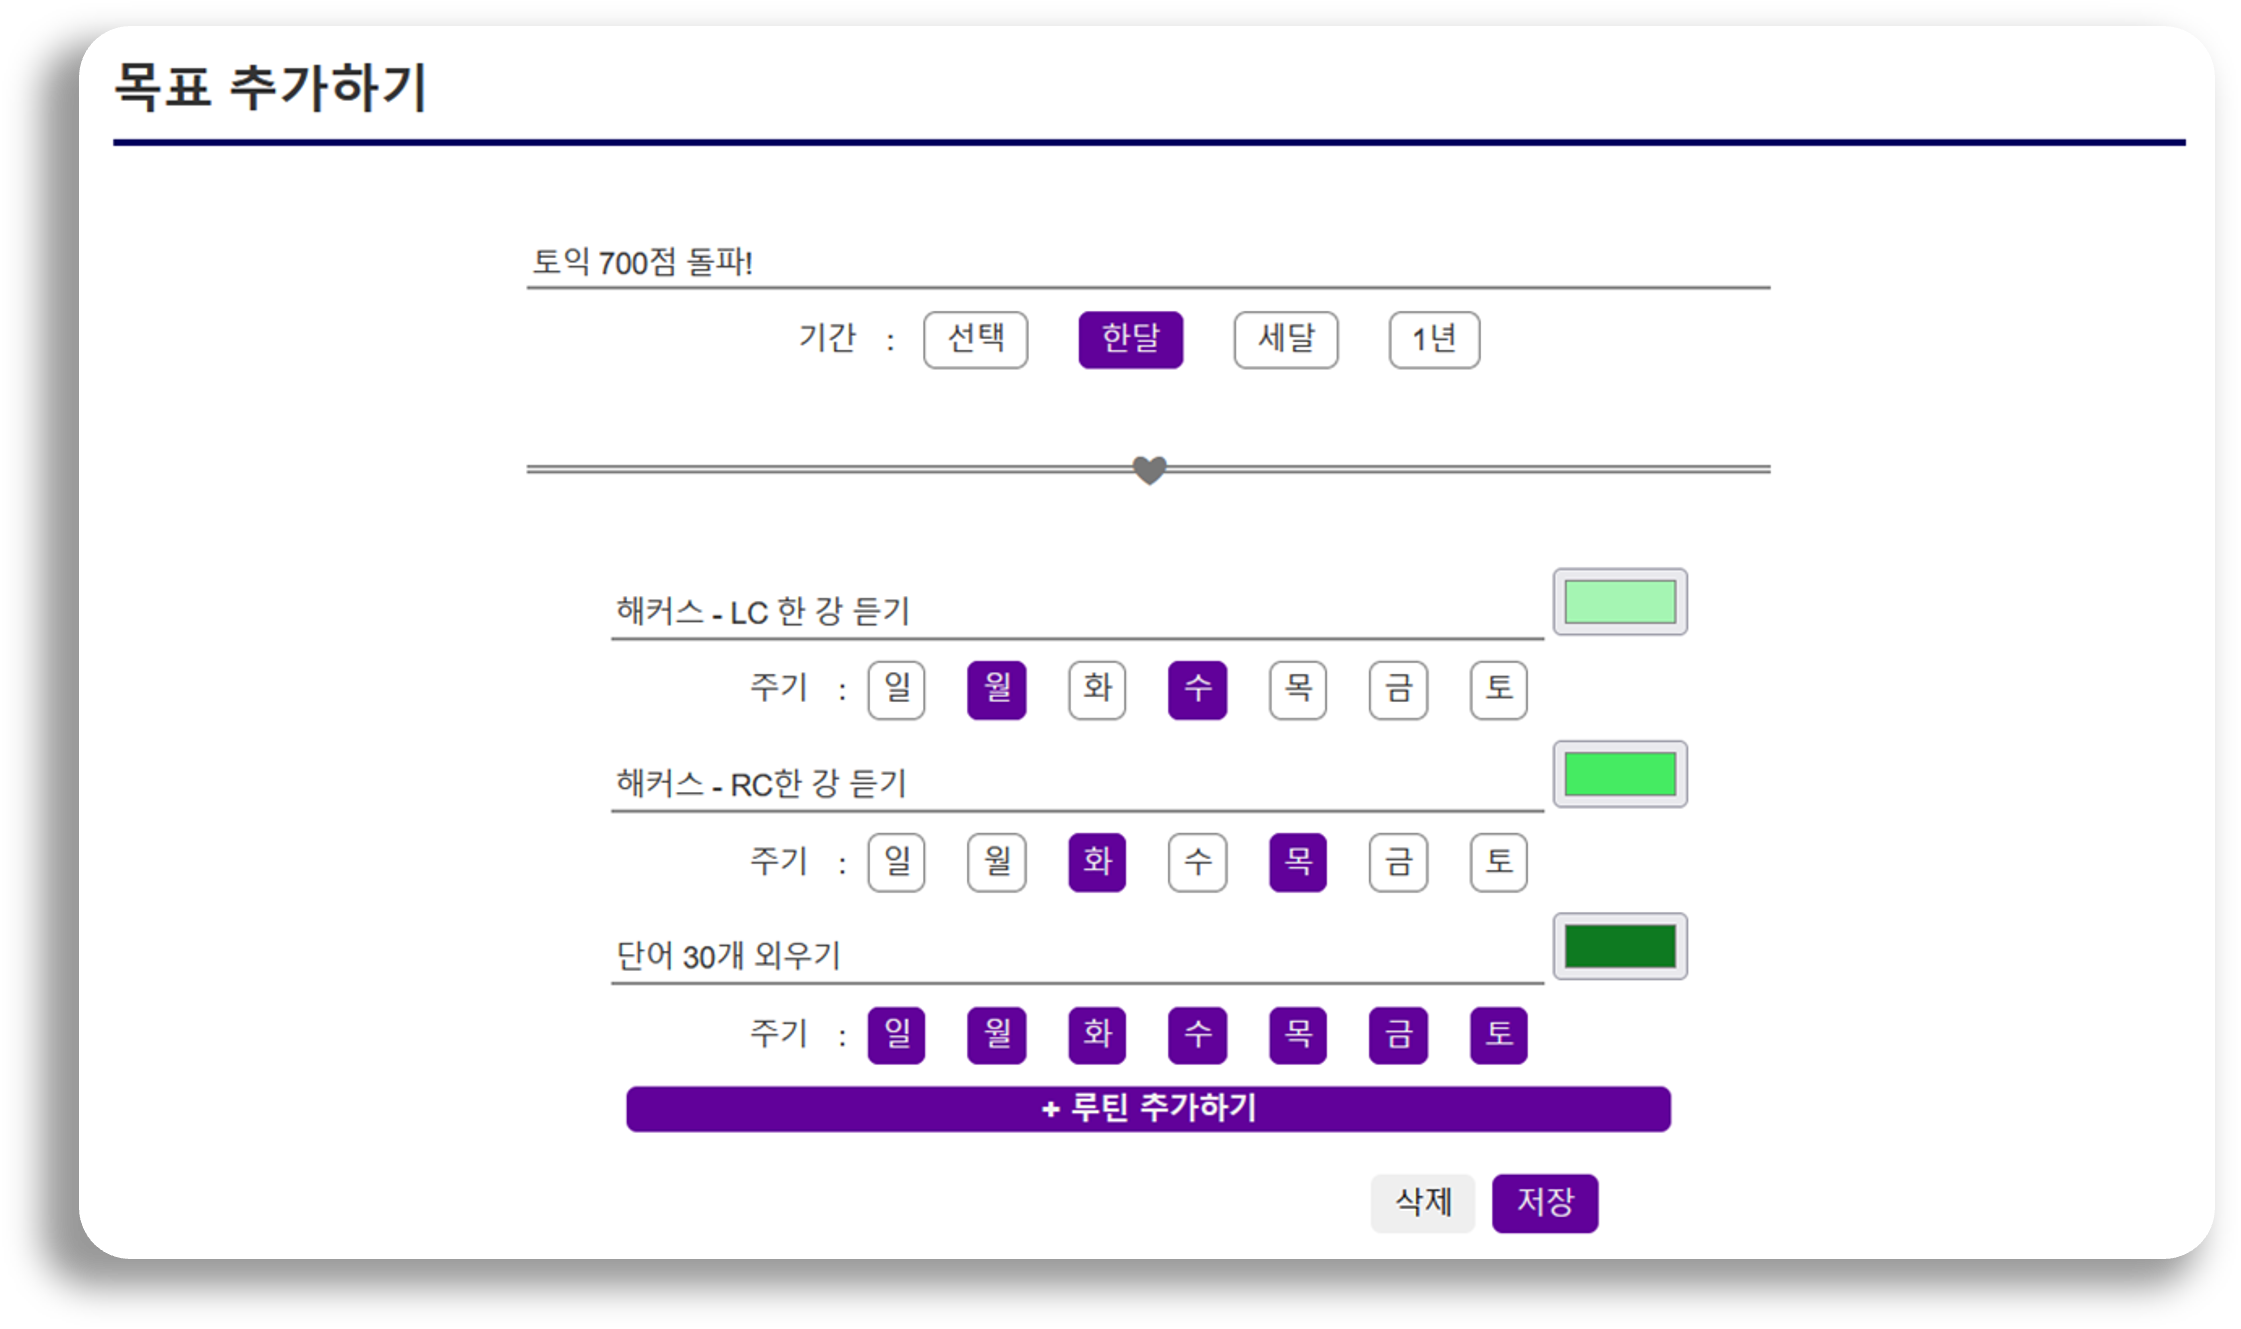 목표 추가하기
토익 700점 돌파!
기간 : 선택 한달 세달 1년
해커스 - LC 한 강 듣기
주기 : 일 월 화 수 목 금 토
해커스 - RC한 강 듣기
주기 : 일 월 화 수 목 금 토
단어 30개 외우기
주기 : 일 월 화 수 목 금 토
+ 루틴 추가하기
삭제 저장